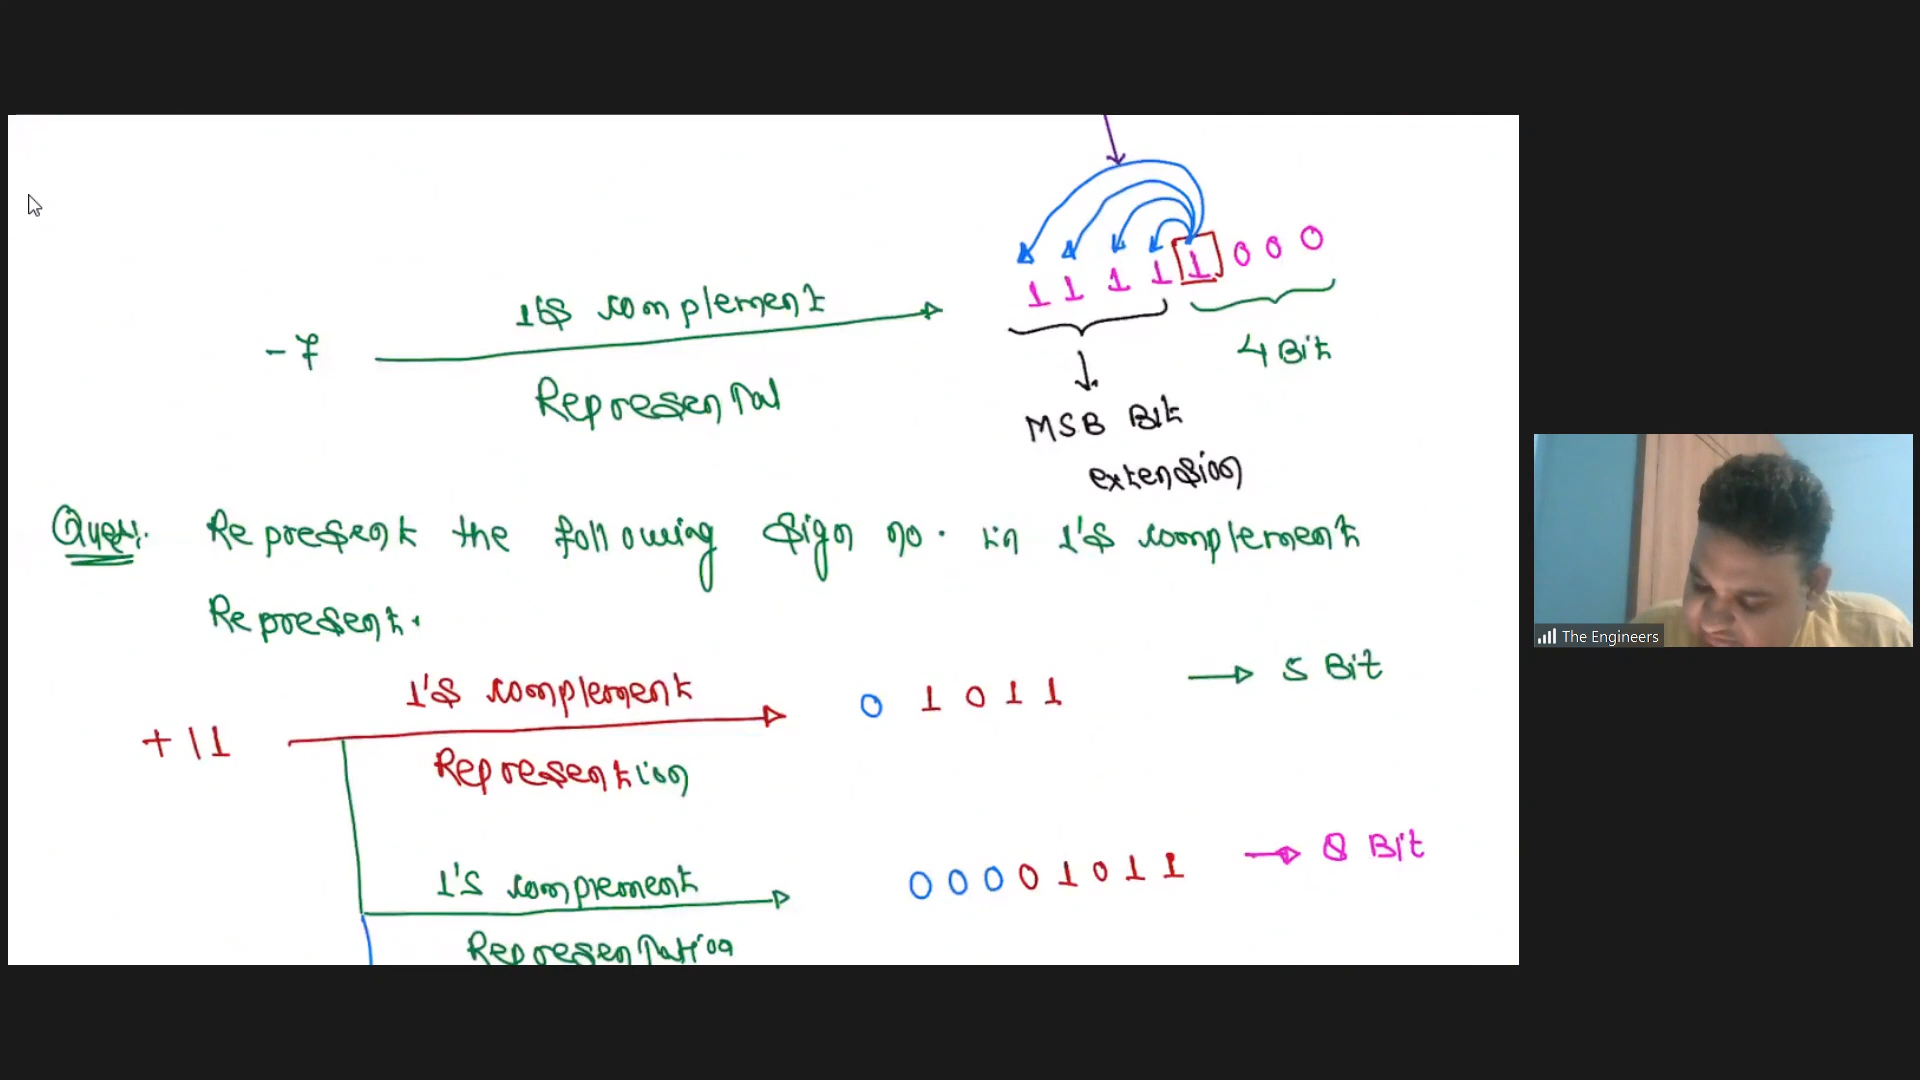 1 1 1 1 1 0 0 0
1's complement
-7
4 Bit
MSB Bit
extension
Ques:. Represent the following Sign no. in 1's complement
Represent.
1's complement
0 1 0 1 1
5 Bit
+11
Represention
1's complement
0 0 0 0 1 0 1 1
8 Bit
Representation
The Engineers